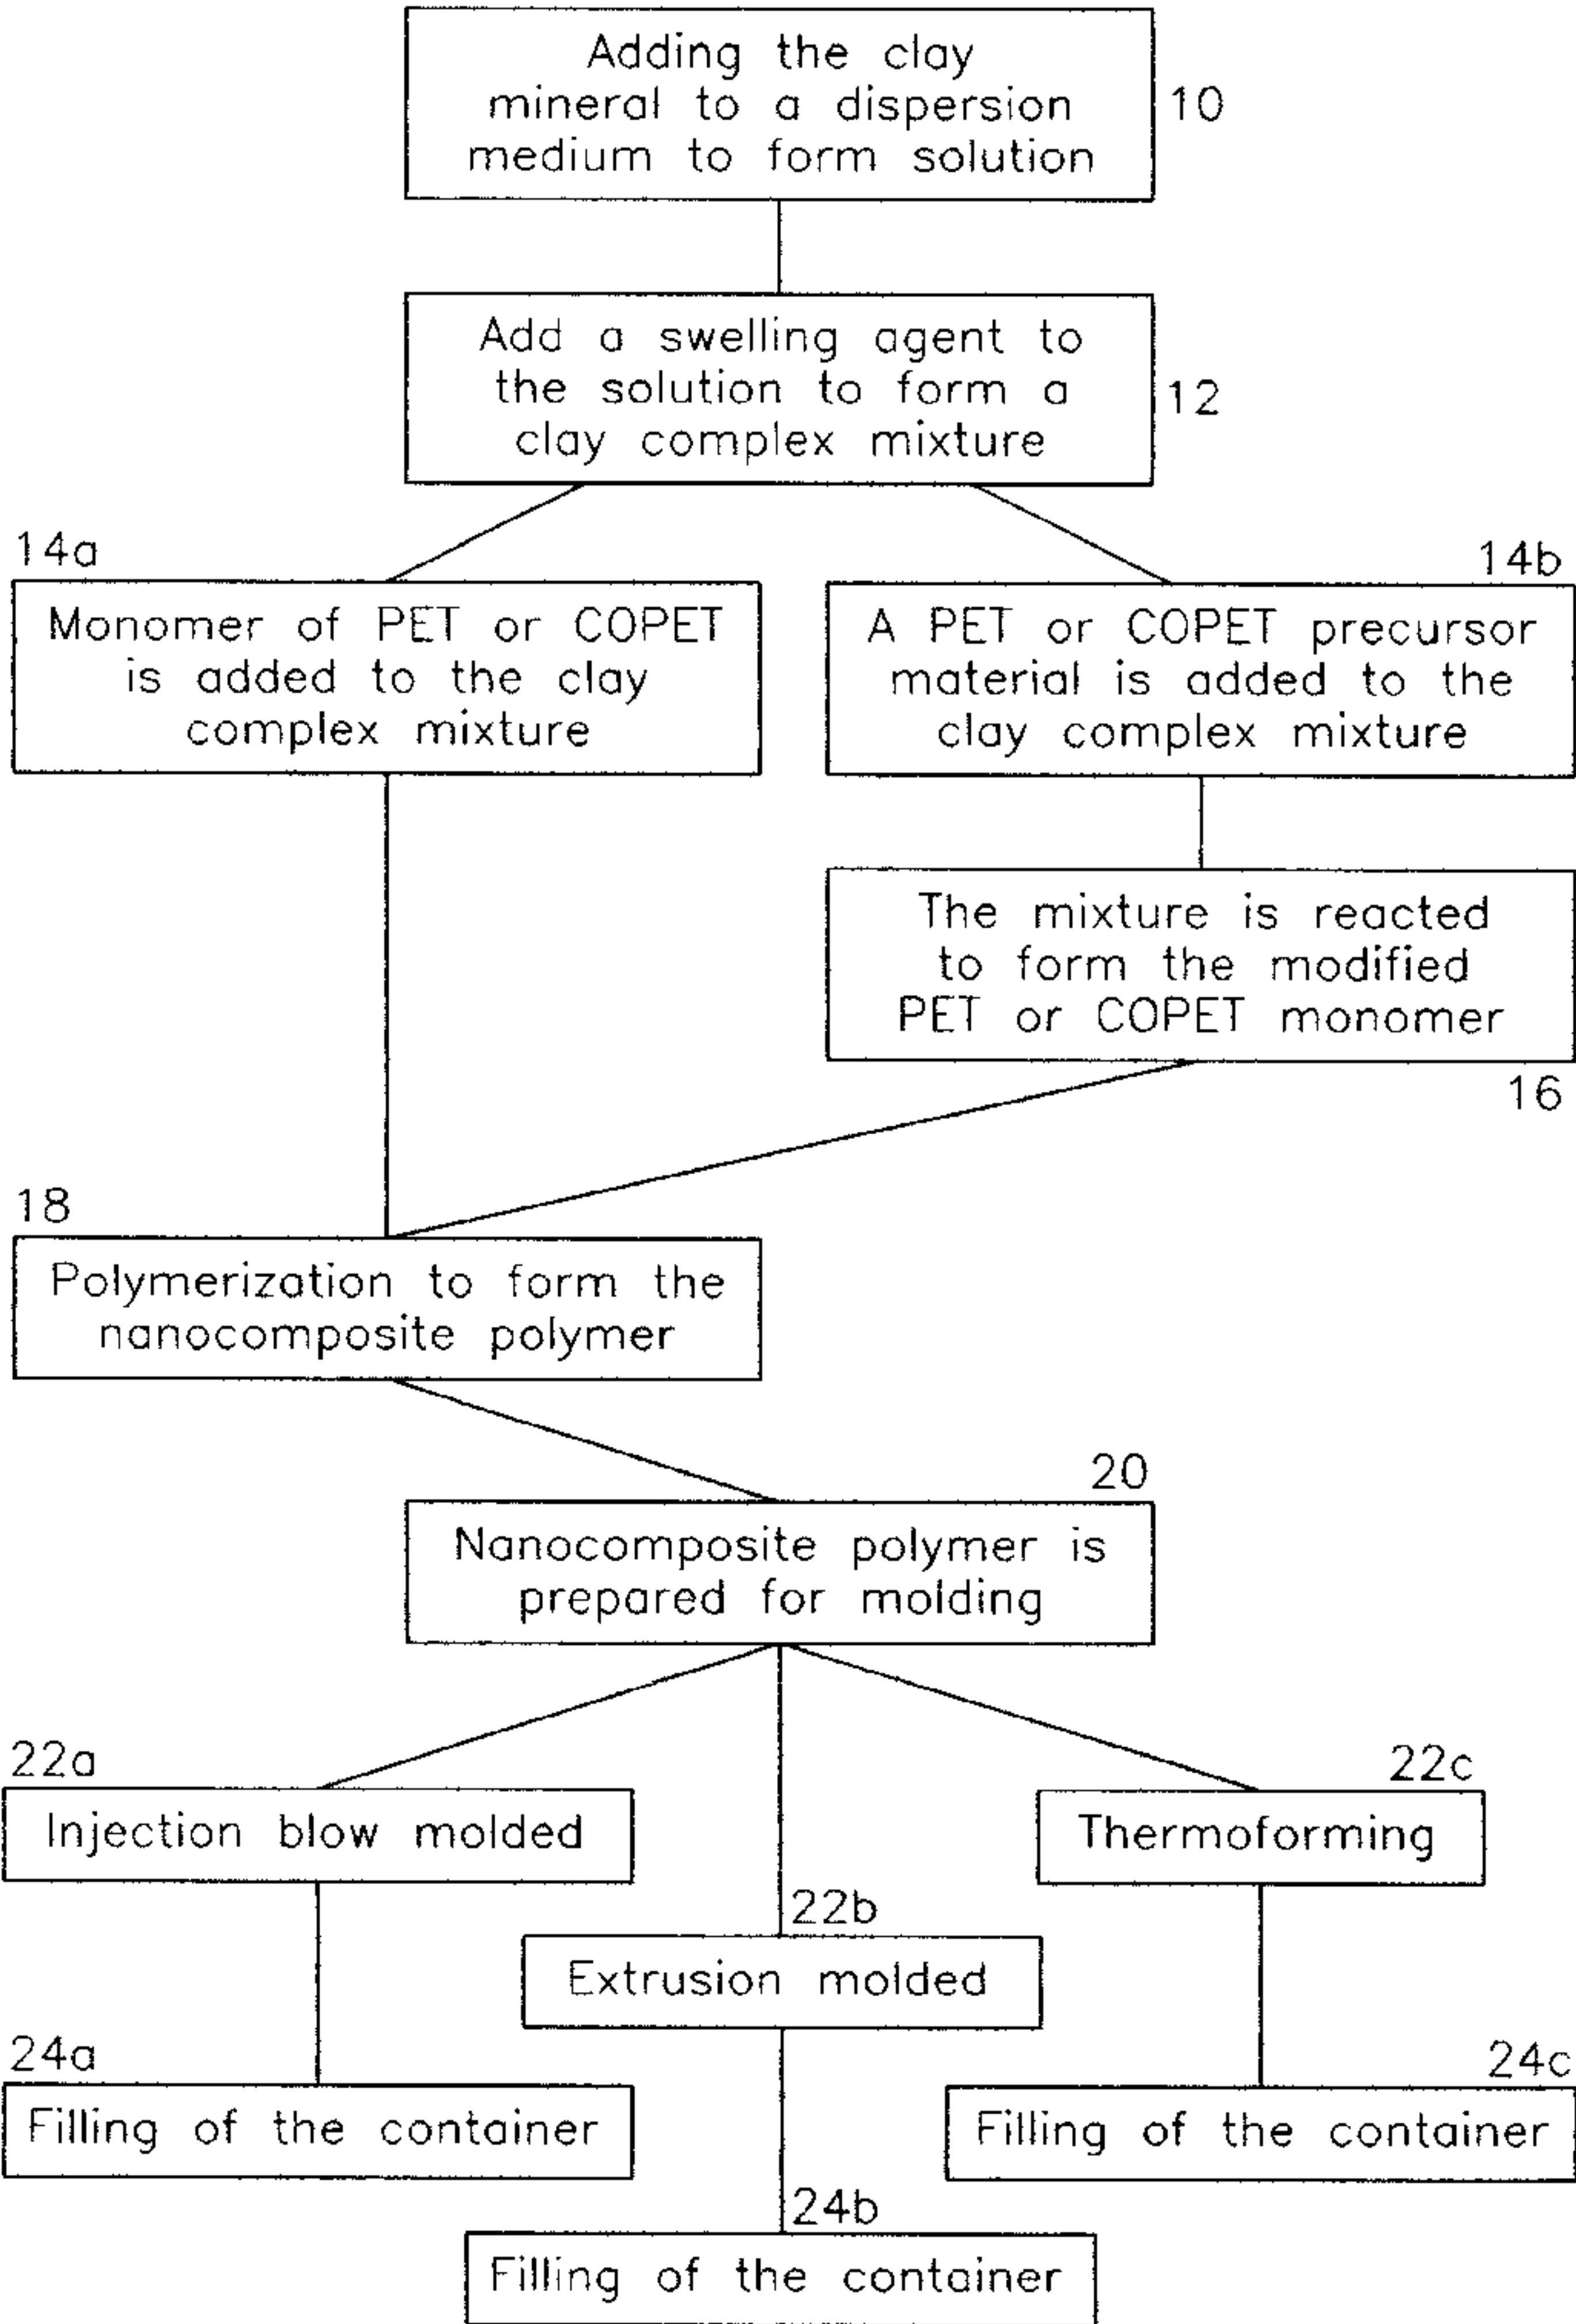 Adding the clay
mineral to a dispersion
medium to form solution
10
Add a swelling agent to
the solution to form a
clay complex mixture
12
14a
Monomer of PET or COPET
is added to the clay
complex mixture
14b
A PET or COPET precursor
material is added to the
clay complex mixture
The mixture is reacted
to form the modified
PET or COPET monomer
16
18
Polymerization to form the
nanocomposite polymer
20
Nanocomposite polymer is
prepared for molding
22a
Injection blow molded
22c
Thermoforming
22b
Extrusion molded
24a
Filling of the container
24c
Filling of the container
24b
Filling of the container